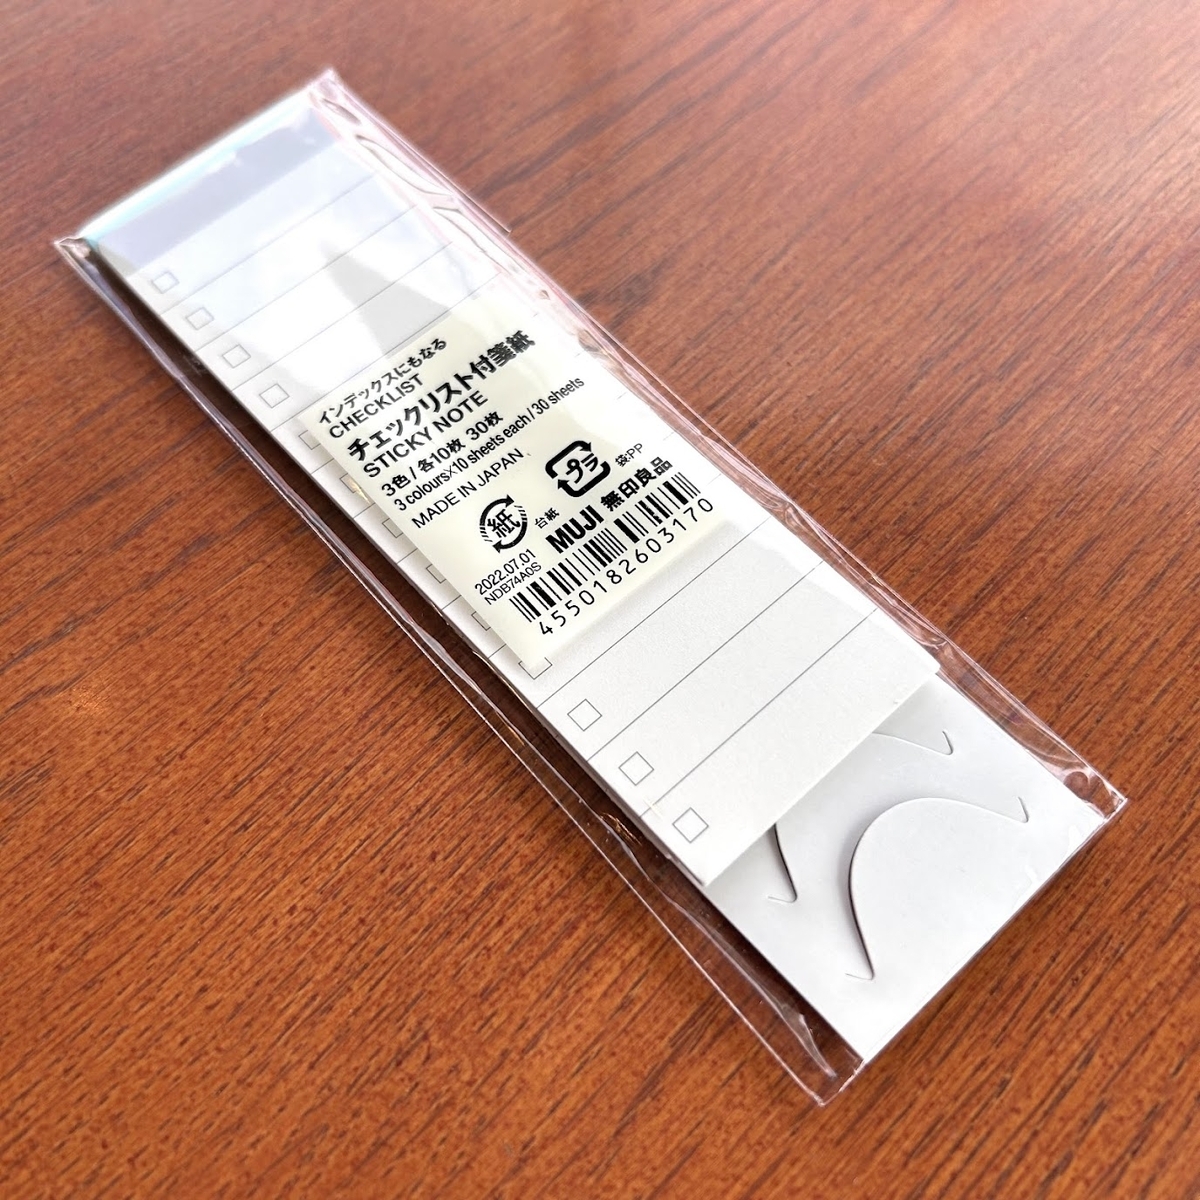 インデックスにもなる
CHECKLIST
チェックリスト付箋紙
STICKY NOTE
3色/各10枚 30枚
3 colours×10 sheets each/30 sheets
MADE IN JAPAN
紙 台紙
プラ 袋:PP
2022.07.01
NDB74A0S
MUJI 無印良品
4550182603170